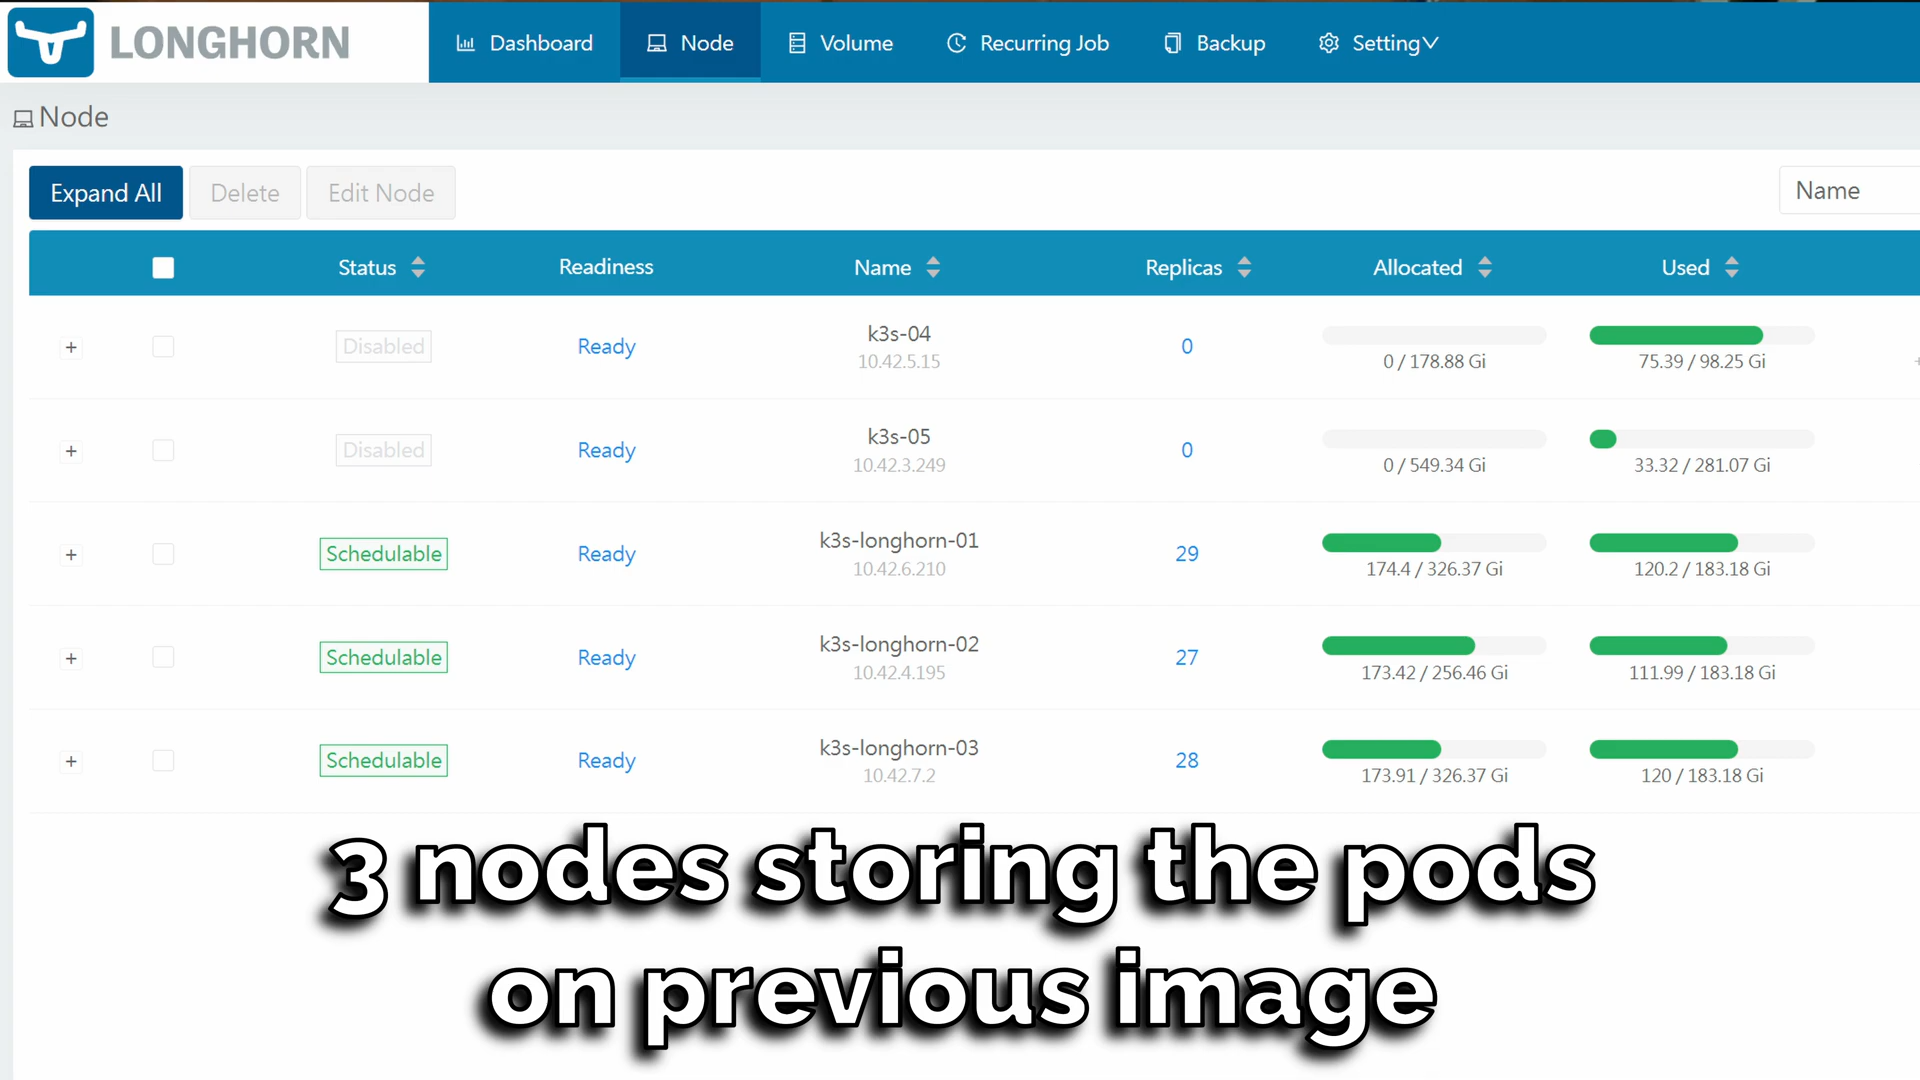 LONGHORN
Dashboard
Node
Volume
Recurring Job
Backup
Setting
Node
Expand All
Delete
Edit Node
Name
Status
Readiness
Name
Replicas
Allocated
Used
+
Disabled
Ready
k3s-04
10.42.5.15
0
0 / 178.88 Gi
75.39 / 98.25 Gi
+
Disabled
Ready
k3s-05
10.42.3.249
0
0 / 549.34 Gi
33.32 / 281.07 Gi
+
Schedulable
Ready
k3s-longhorn-01
10.42.6.210
29
174.4 / 326.37 Gi
120.2 / 183.18 Gi
+
Schedulable
Ready
k3s-longhorn-02
10.42.4.195
27
173.42 / 256.46 Gi
111.99 / 183.18 Gi
+
Schedulable
Ready
k3s-longhorn-03
10.42.7.2
28
173.91 / 326.37 Gi
120 / 183.18 Gi
3 nodes storing the pods
on previous image